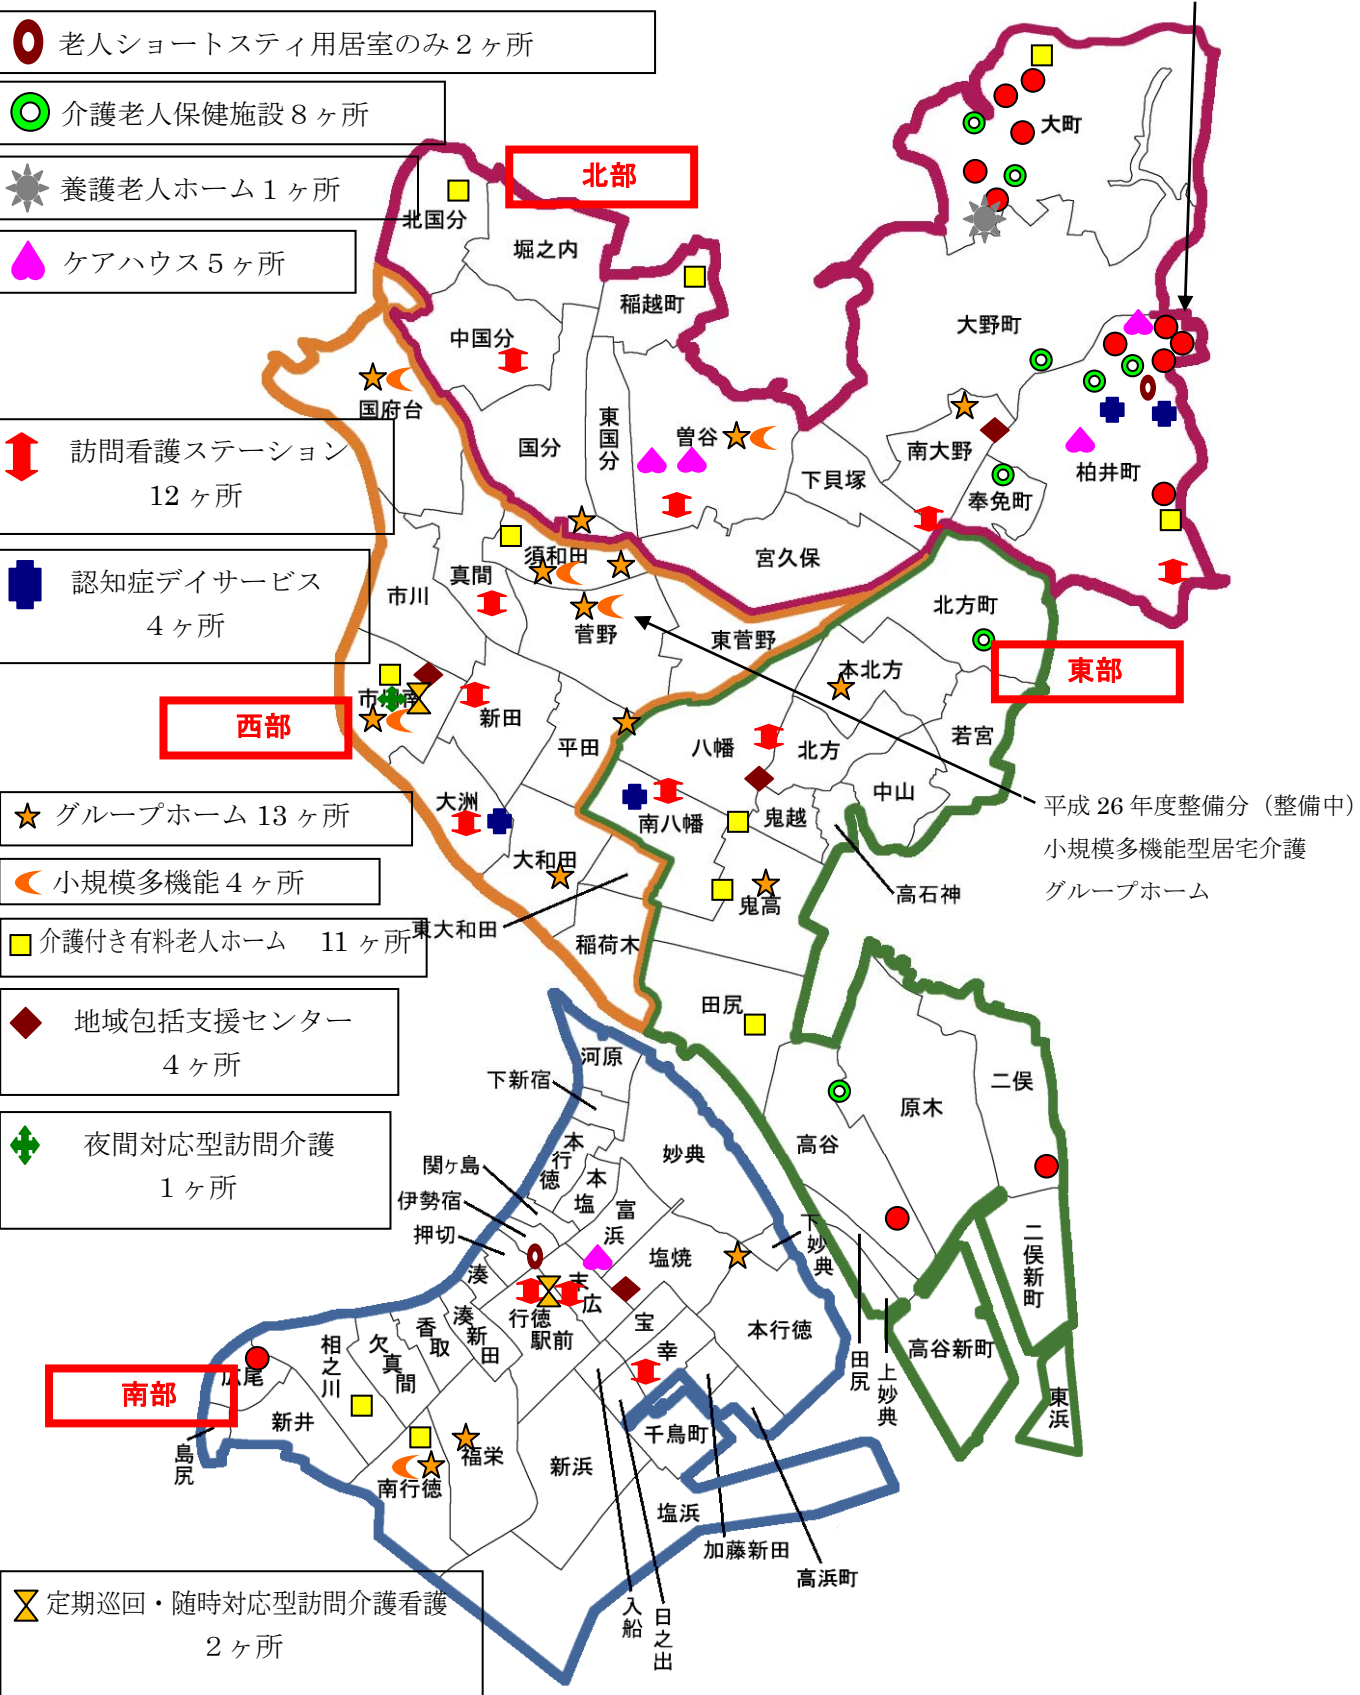 老人ショートスティ用居室のみ２ヶ所
介護老人保健施設８ヶ所
養護老人ホーム１ヶ所
ケアハウス５ヶ所
訪問看護ステーション
12 ヶ所
認知症デイサービス
４ヶ所
グループホーム 13 ヶ所
小規模多機能４ヶ所
介護付き有料老人ホーム 11 ヶ所
地域包括支援センター
４ヶ所
夜間対応型訪問介護
１ヶ所
定期巡回・随時対応型訪問介護看護
２ヶ所
北部
東部
西部
南部
平成 26 年度整備分（整備中）
小規模多機能型居宅介護
グループホーム
大町
北国分
堀之内
稲越町
中国分
大野町
国府台
国分
東国分
曽谷
下貝塚
南大野
奉免町
柏井町
宮久保
須和田
真間
市川
菅野
東菅野
北方町
本北方
市川南
新田
平田
八幡
北方
若宮
中山
大洲
南八幡
鬼越
高石神
大和田
鬼高
東大和田
稲荷木
田尻
河原
下新宿
本行徳
関ヶ島
本塩
伊勢宿
押切
富浜
妙典
高谷
原木
二俣
下妙典
塩焼
湊
末広
行徳駅前
湊新田
香取
欠真間
相之川
広尾
新井
島尻
宝
幸
本行徳
田尻
上妙典
高谷新町
二俣新町
東浜
千鳥町
福栄
南行徳
新浜
塩浜
加藤新田
高浜町
入船
日之出